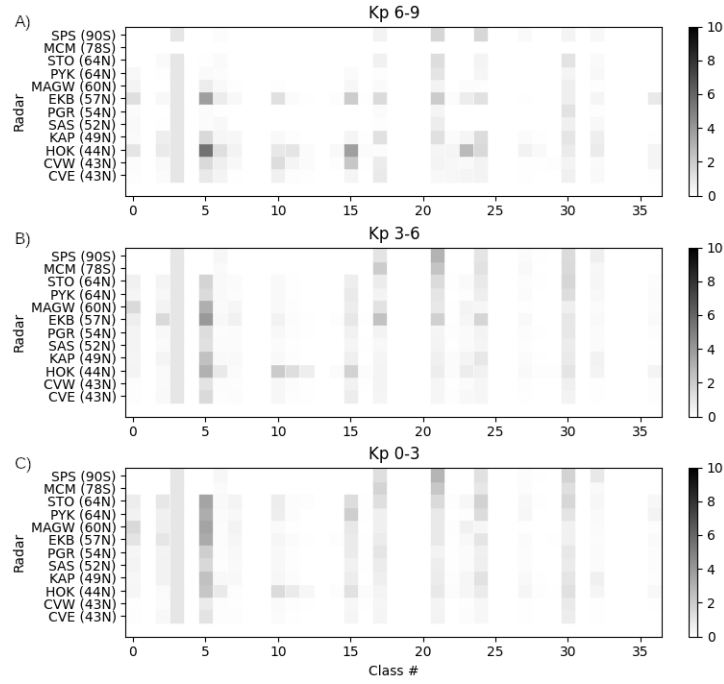 A)
Kp 6-9
Radar
SPS (90S)
MCM (78S)
STO (64N)
PYK (64N)
MAGW (60N)
EKB (57N)
PGR (54N)
SAS (52N)
KAP (49N)
HOK (44N)
CVW (43N)
CVE (43N)
0 5 10 15 20 25 30 35
10
8
6
4
2
0
B)
Kp 3-6
Radar
SPS (90S)
MCM (78S)
STO (64N)
PYK (64N)
MAGW (60N)
EKB (57N)
PGR (54N)
SAS (52N)
KAP (49N)
HOK (44N)
CVW (43N)
CVE (43N)
0 5 10 15 20 25 30 35
10
8
6
4
2
0
C)
Kp 0-3
Radar
SPS (90S)
MCM (78S)
STO (64N)
PYK (64N)
MAGW (60N)
EKB (57N)
PGR (54N)
SAS (52N)
KAP (49N)
HOK (44N)
CVW (43N)
CVE (43N)
0 5 10 15 20 25 30 35
Class #
10
8
6
4
2
0